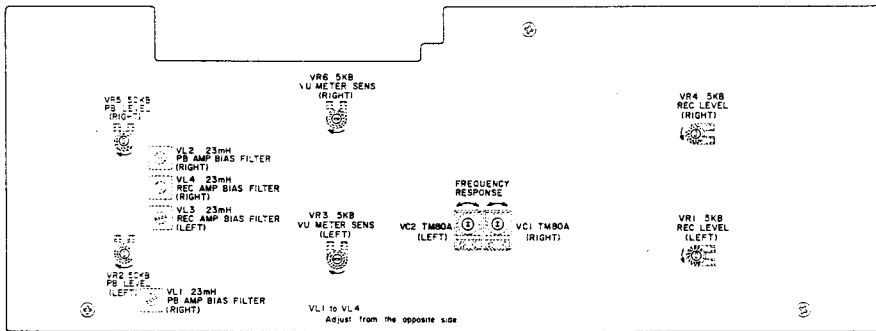 VR5 50KB
PB LEVEL
(RIGHT)
VL2 23mH
PB AMP BIAS FILTER
(RIGHT)
VL4 23mH
REC AMP BIAS FILTER
(RIGHT)
VL3 23mH
REC AMP BIAS FILTER
(LEFT)
VR2 50KB
PB LEVEL
(LEFT)
VL1 23mH
PB AMP BIAS FILTER
(RIGHT)
VR6 5KB
VU METER SENS
(RIGHT)
VR3 5KB
VU METER SENS
(LEFT)
VL1 to VL4
Adjust from the opposite side
FREQUENCY
RESPONSE
VC2 TM80A
(LEFT)
VC1 TM80A
(RIGHT)
VR4 5KB
REC LEVEL
(RIGHT)
VR1 5KB
REC LEVEL
(LEFT)